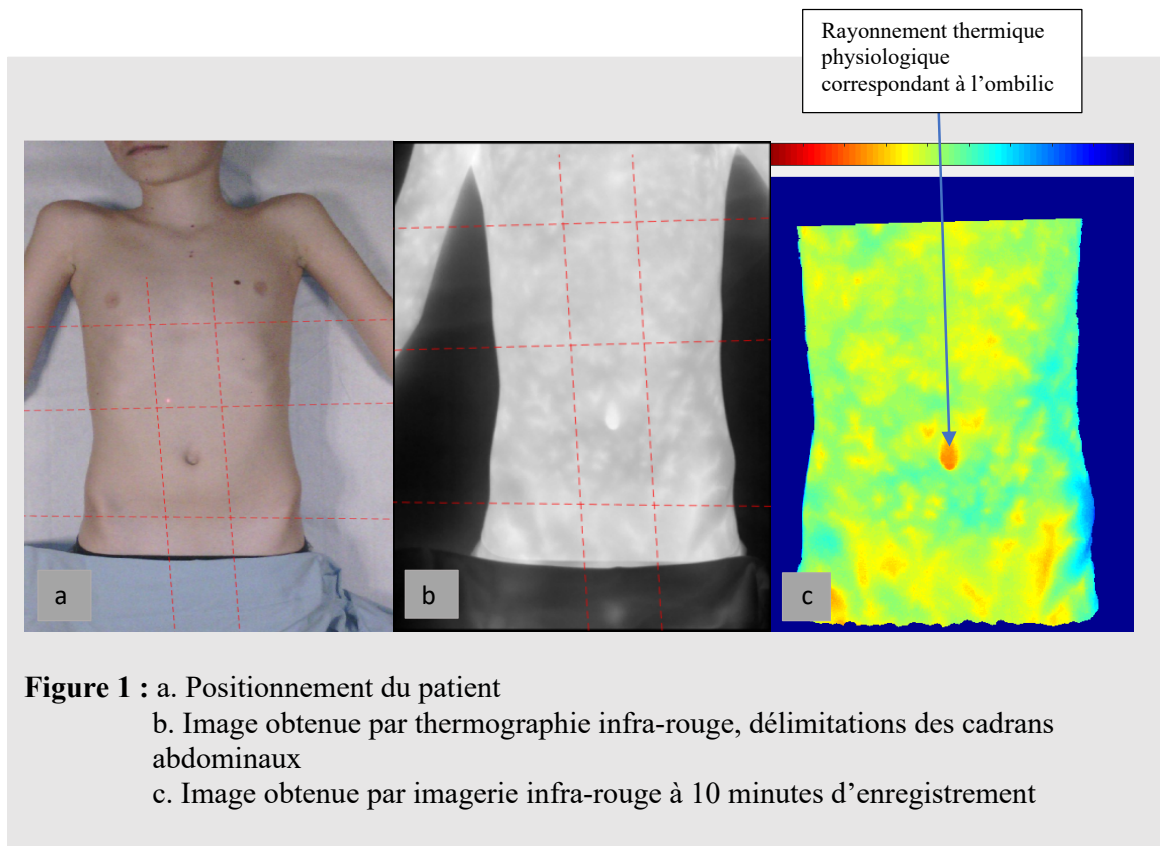 Rayonnement thermique
physiologique
correspondant à l’ombilic
a
b
c
Figure 1 : a. Positionnement du patient
b. Image obtenue par thermographie infra-rouge, délimitations des cadrans
abdominaux
c. Image obtenue par imagerie infra-rouge à 10 minutes d’enregistrement